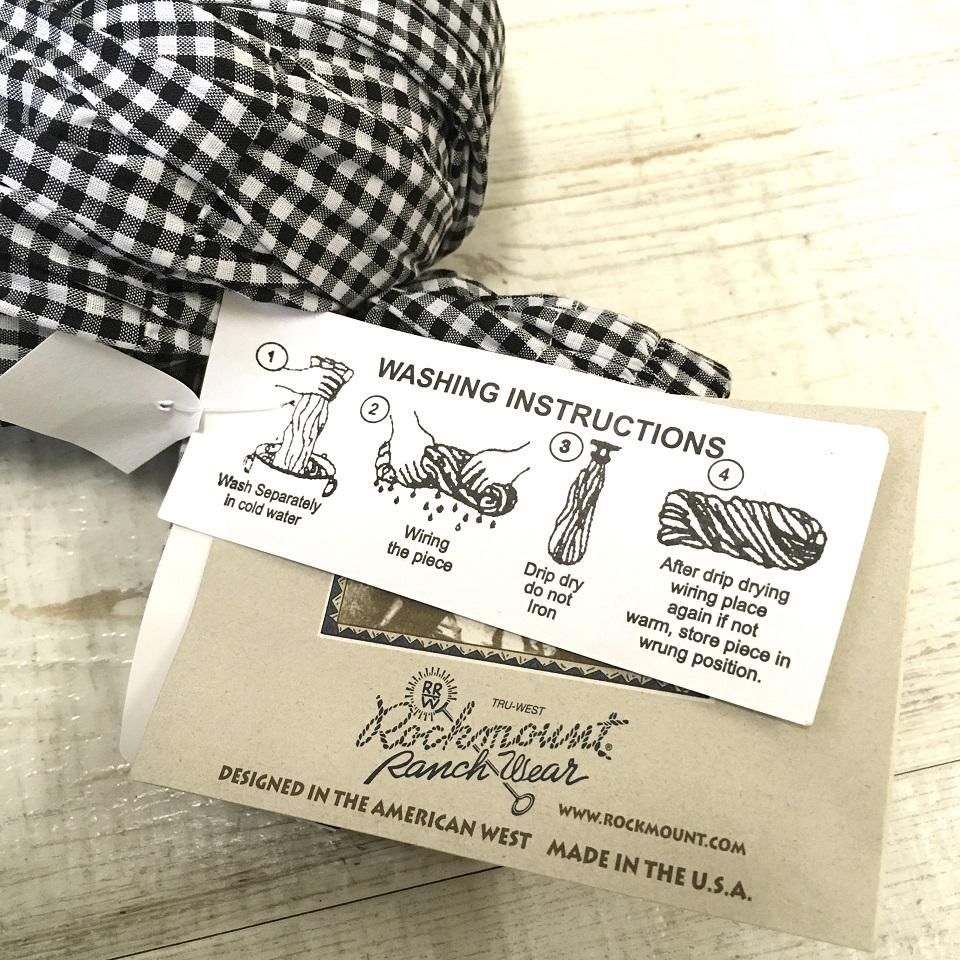 WASHING INSTRUCTIONS
1
Wash Separately
in cold water
2
Wiring
the piece
3
Drip dry
do not
Iron
4
After drip drying
wiring place
again if not
warm, store piece in
wrung position.
RR
W
TRU-WEST
Rockmount®
Ranch Wear
WWW.ROCKMOUNT.COM
DESIGNED IN THE AMERICAN WEST MADE IN THE U.S.A.